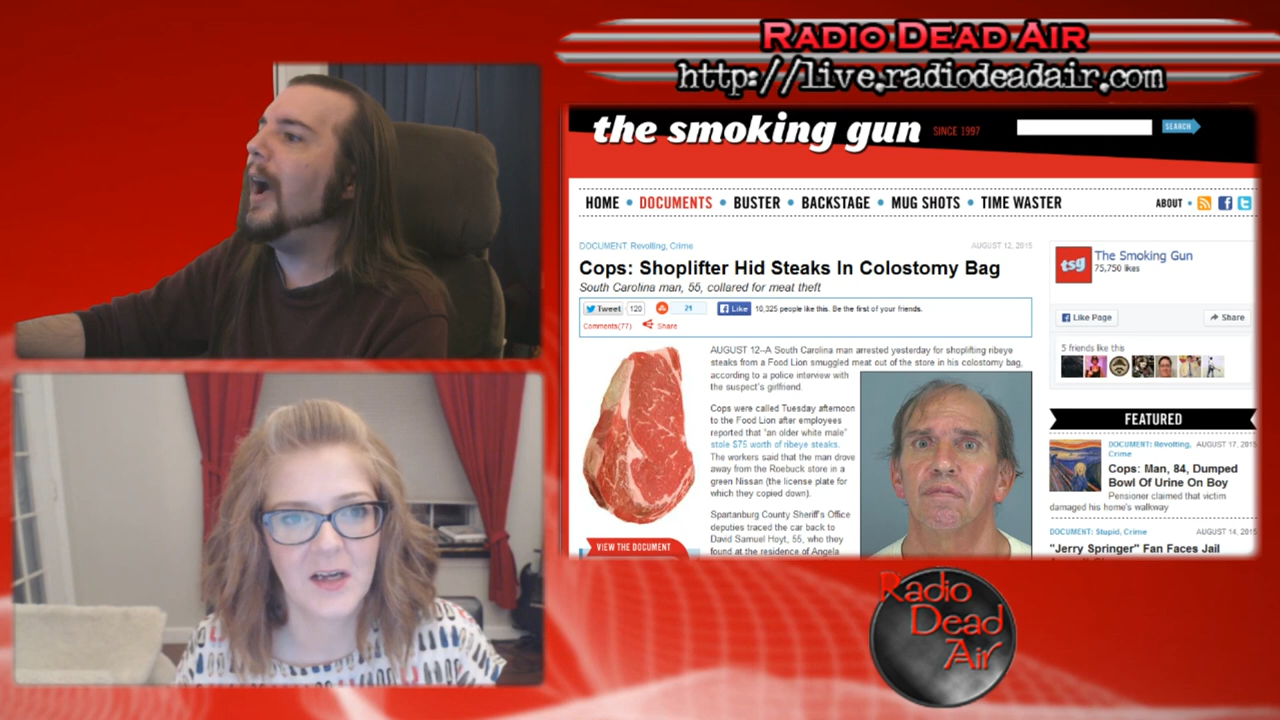 RADIO DEAD AIR
http://live.radiodeadair.com
the smoking gun SINCE 1997 SEARCH
HOME • DOCUMENTS • BUSTER • BACKSTAGE • MUG SHOTS • TIME WASTER ABOUT •
DOCUMENT: Revolting, Crime AUGUST 12, 2015
Cops: Shoplifter Hid Steaks In Colostomy Bag
South Carolina man, 55, collared for meat theft
Tweet 120 21 Like 10,325 people like this. Be the first of your friends.
Comments(77) Share
AUGUST 12--A South Carolina man arrested yesterday for shoplifting ribeye
steaks from a Food Lion smuggled meat out of the store in his colostomy bag,
according to a police interview with
the suspect's girlfriend.
Cops were called Tuesday afternoon
to the Food Lion after employees
reported that "an older white male"
stole $75 worth of ribeye steaks.
The workers said that the man drove
away from the Roebuck store in a
green Nissan (the license plate for
which they copied down).
Spartanburg County Sheriff's Office
deputies traced the car back to
David Samuel Hoyt, 55, who they
found at the residence of Angela
VIEW THE DOCUMENT
tsg
The Smoking Gun
75,750 likes
Like Page Share
5 friends like this
FEATURED
DOCUMENT: Revolting, AUGUST 17, 2015
Crime
Cops: Man, 84, Dumped
Bowl Of Urine On Boy
Pensioner claimed that victim
damaged his home's walkway
DOCUMENT: Stupid, Crime AUGUST 14, 2015
"Jerry Springer" Fan Faces Jail
Radio
Dead
Air